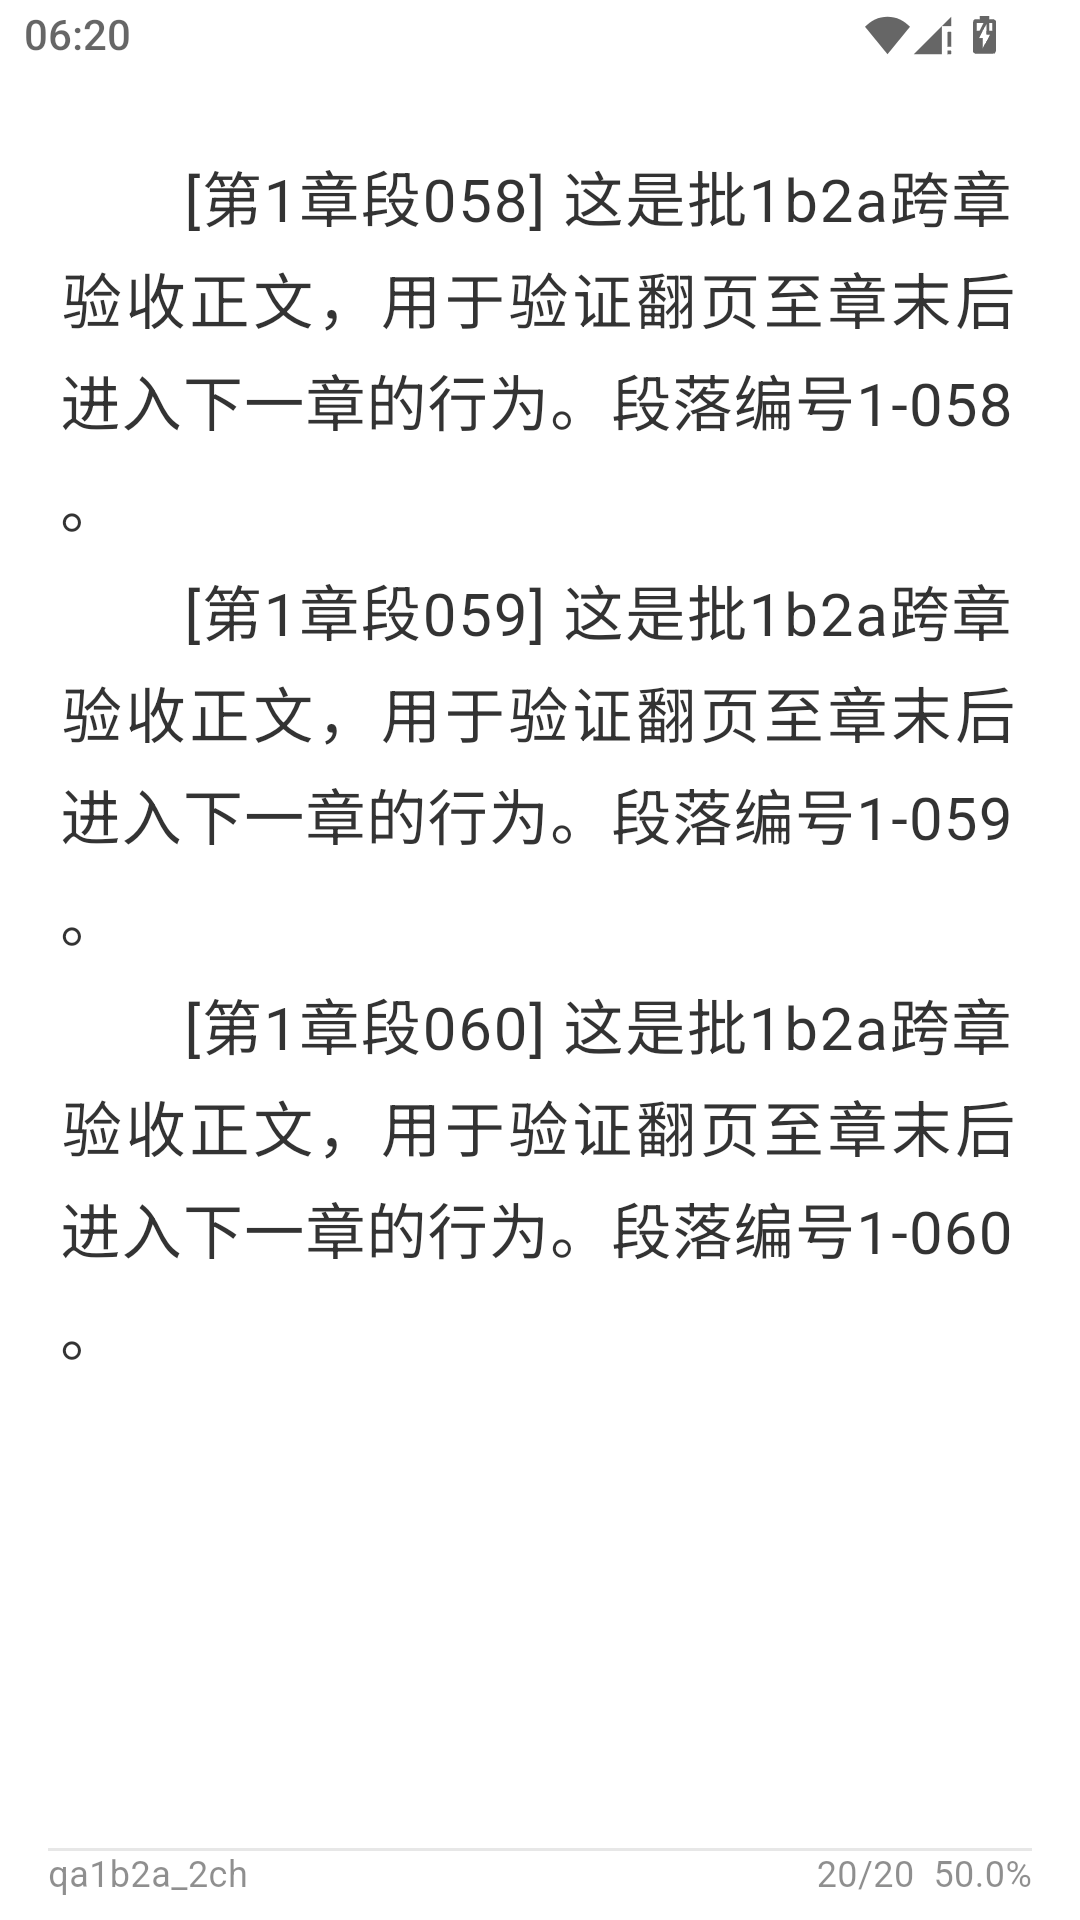 06:20
[第1章段058] 这是批1b2a跨章
验收正文，用于验证翻页至章末后
进入下一章的行为。段落编号1-058
。
[第1章段059] 这是批1b2a跨章
验收正文，用于验证翻页至章末后
进入下一章的行为。段落编号1-059
。
[第1章段060] 这是批1b2a跨章
验收正文，用于验证翻页至章末后
进入下一章的行为。段落编号1-060
。
qa1b2a_2ch 20/20 50.0%